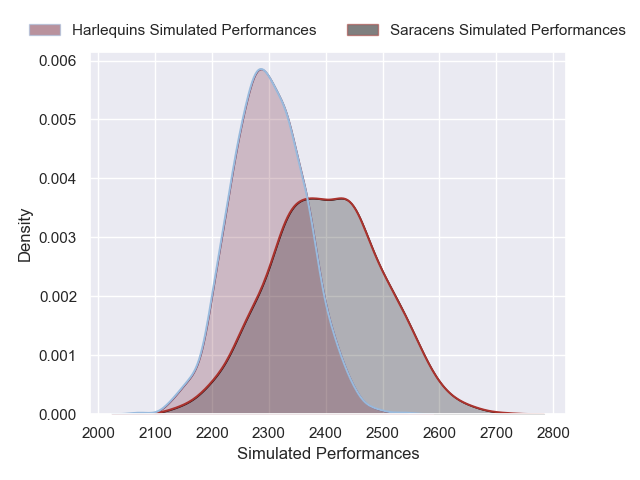 Harlequins Simulated Performances
Saracens Simulated Performances
0.006
0.005
0.004
0.003
0.002
0.001
0.000
Density
2000 2100 2200 2300 2400 2500 2600 2700 2800
Simulated Performances